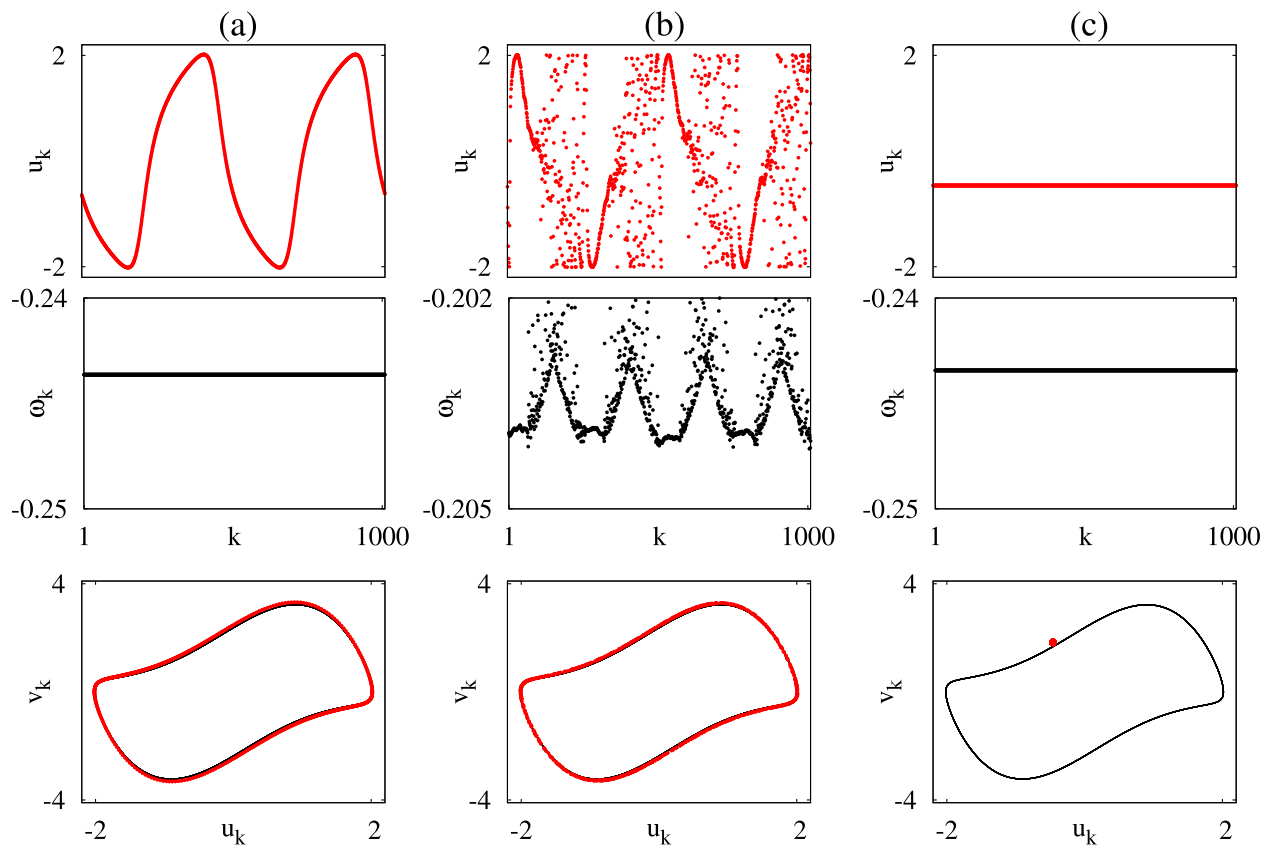 (a) (b) (c)
2 2 2
u_k u_k u_k
-2 -2 -2
-0.24 -0.202 -0.24
ω_k ω_k ω_k
-0.25 -0.205 -0.25
1 k 1000 1 k 1000 1 k 1000
4 4 4
v_k v_k v_k
-4 -4 -4
-2 u_k 2 -2 u_k 2 -2 u_k 2